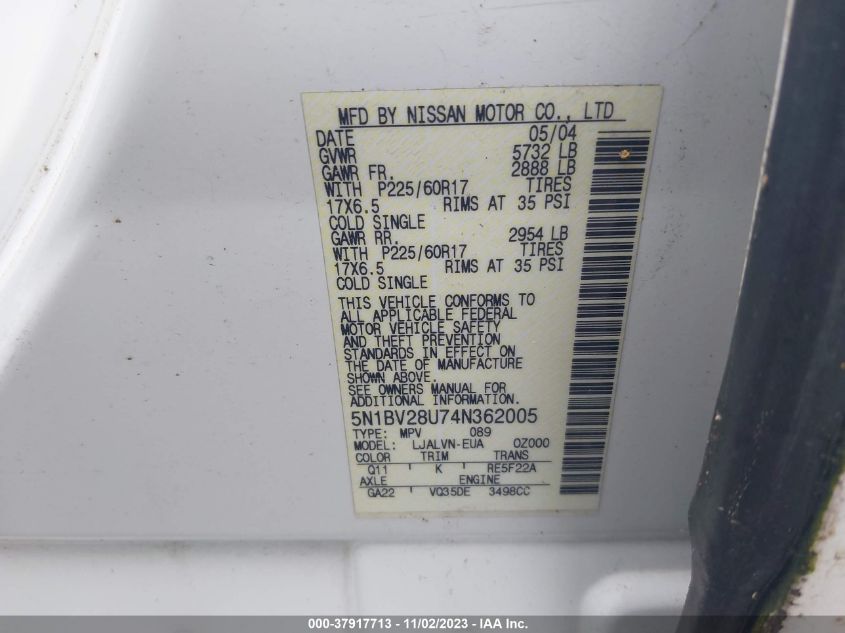 MFD BY NISSAN MOTOR CO., LTD
DATE 05/04
GVWR 5732 LB
GAWR FR. 2888 LB
WITH P225/60R17 TIRES
17X6.5 RIMS AT 35 PSI
COLD SINGLE
GAWR RR. 2954 LB
WITH P225/60R17 TIRES
17X6.5 RIMS AT 35 PSI
COLD SINGLE
THIS VEHICLE CONFORMS TO
ALL APPLICABLE FEDERAL
MOTOR VEHICLE SAFETY
AND THEFT PREVENTION
STANDARDS IN EFFECT ON
THE DATE OF MANUFACTURE
SHOWN ABOVE.
SEE OWNERS MANUAL FOR
ADDITIONAL INFORMATION.
5N1BV28U74N362005
TYPE: MPV 089
MODEL: LJALVN-EUA 0Z000
COLOR TRIM TRANS
Q11 K RE5F22A
AXLE ENGINE
GA22 VQ35DE 3498CC
000-37917713 - 11/02/2023 - IAA Inc.